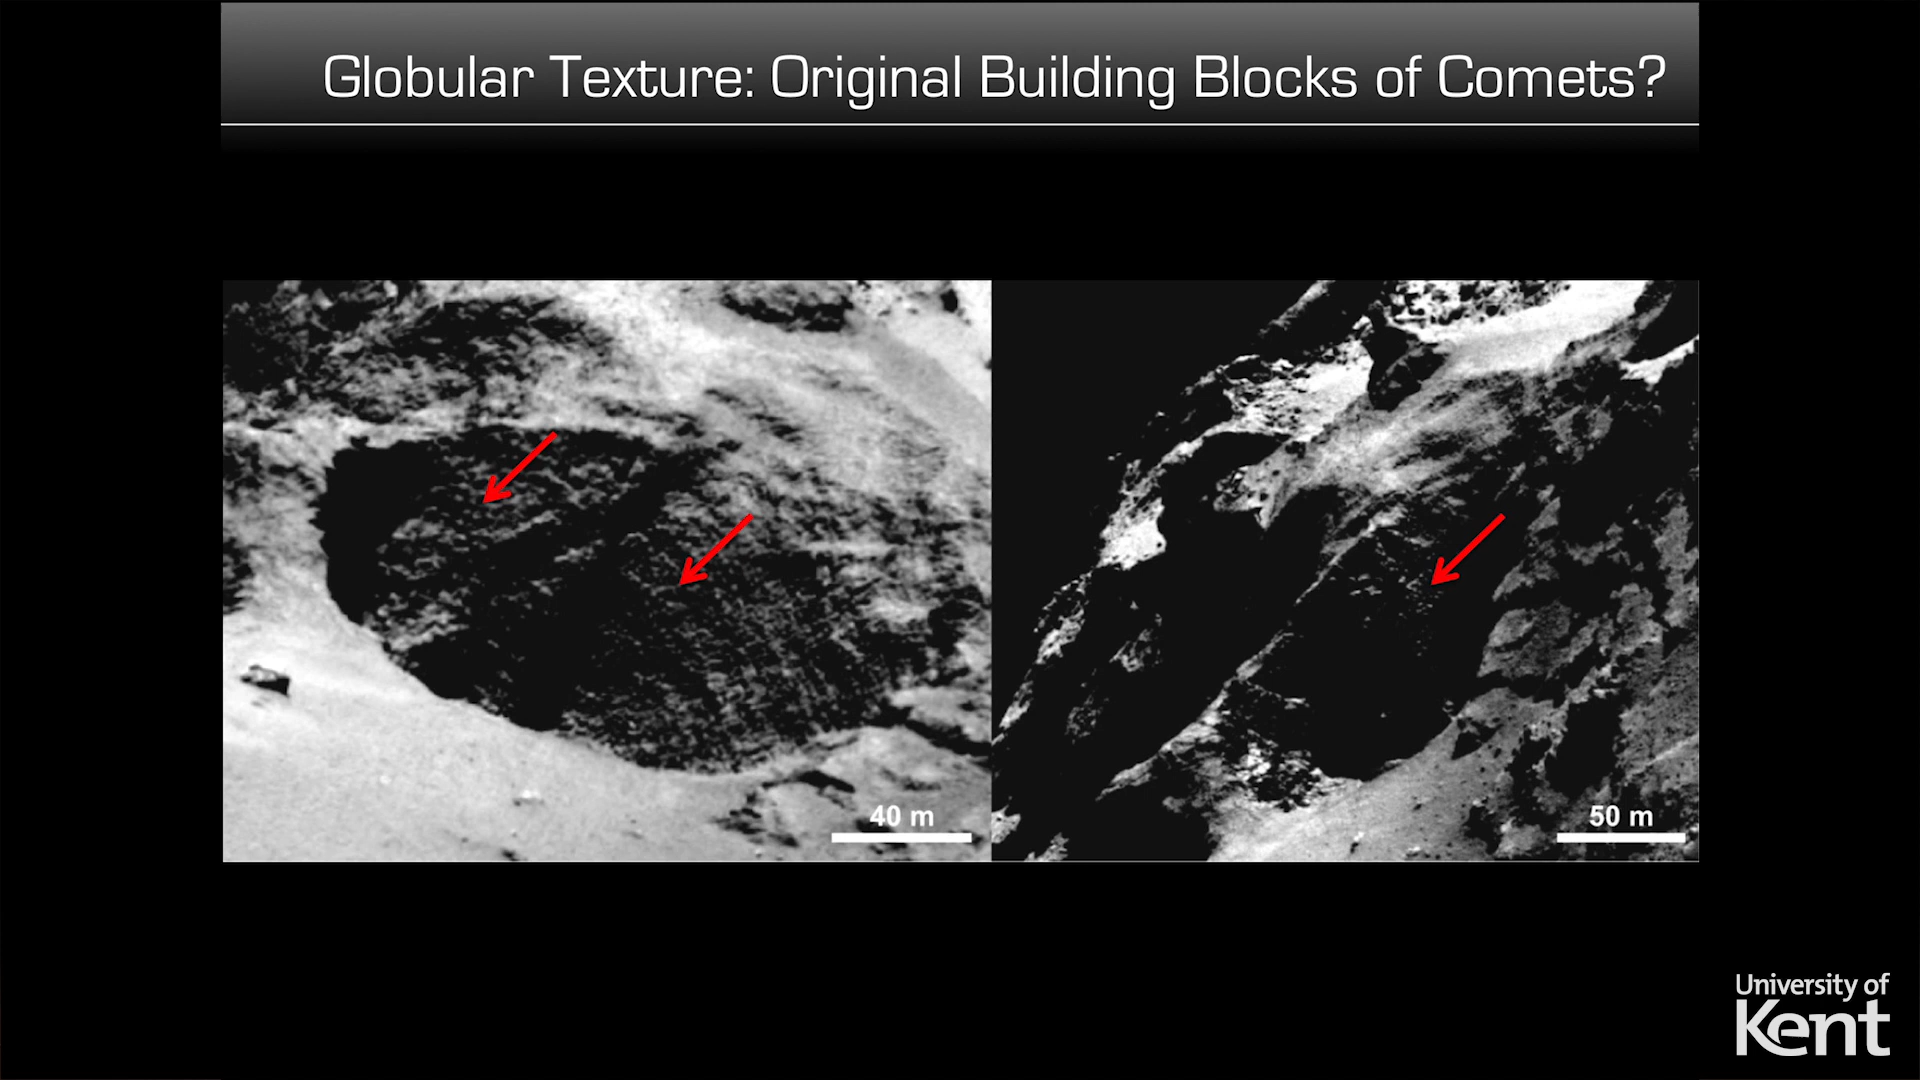 Globular Texture: Original Building Blocks of Comets?
40 m
50 m
University of
Kent